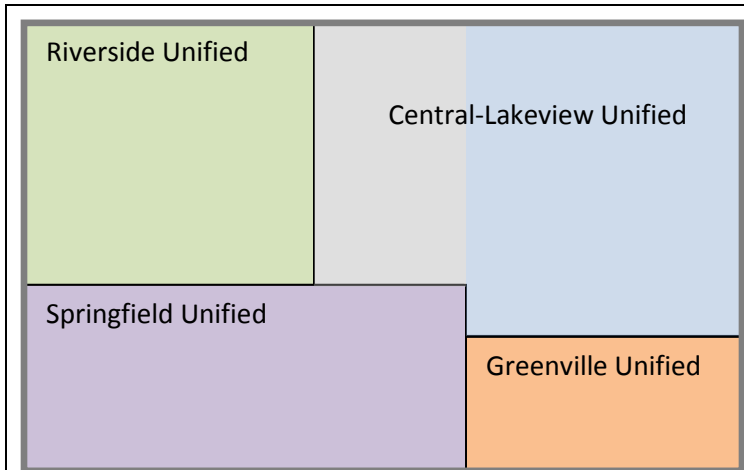 Riverside Unified
Central-Lakeview Unified
Springfield Unified
Greenville Unified